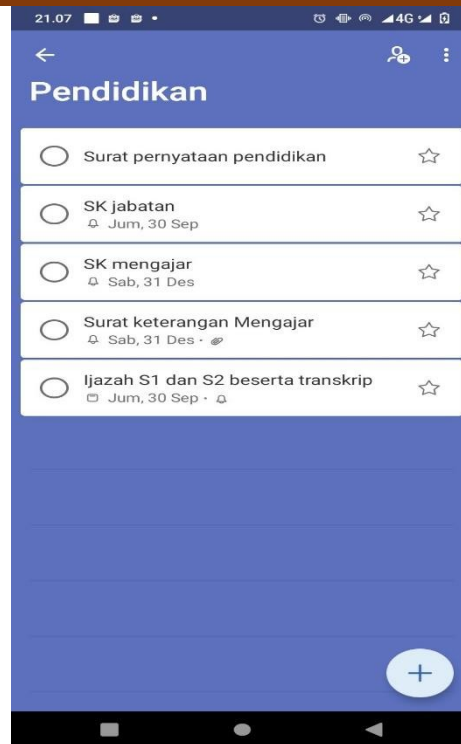 21.07
4G
Pendidikan
Surat pernyataan pendidikan
SK jabatan
Jum, 30 Sep
SK mengajar
Sab, 31 Des
Surat keterangan Mengajar
Sab, 31 Des ·
Ijazah S1 dan S2 beserta transkrip
Jum, 30 Sep ·